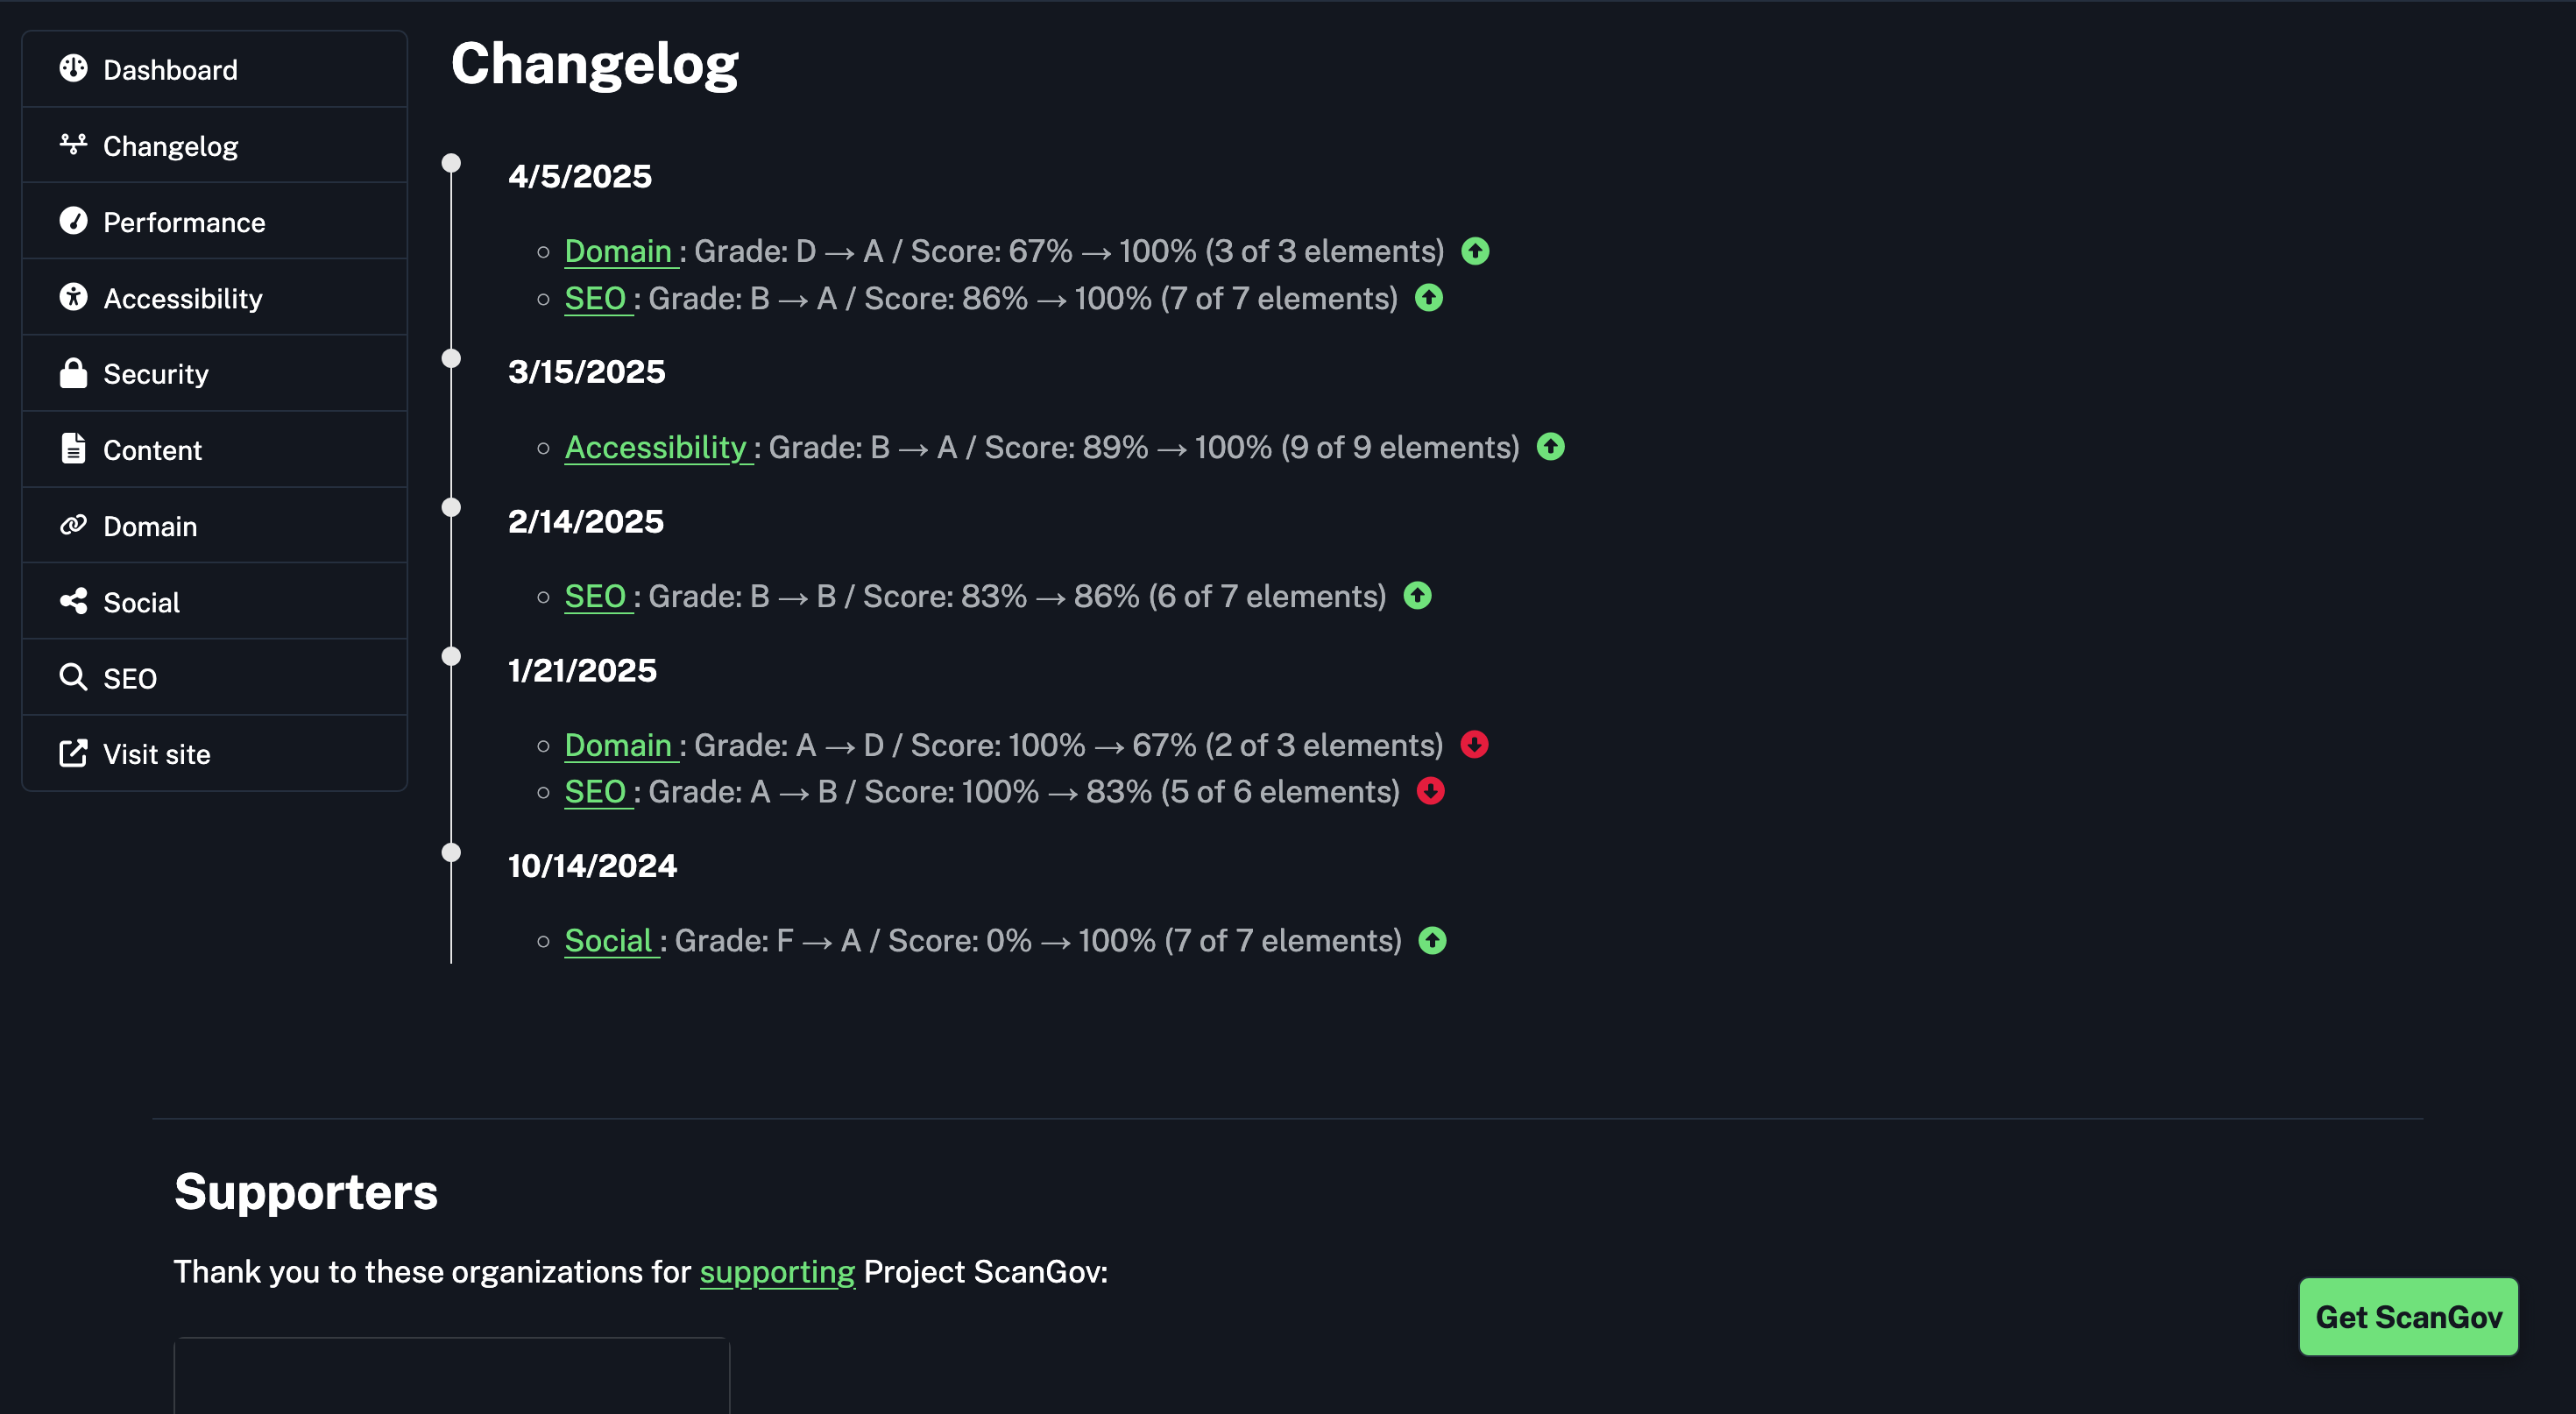 Dashboard
Changelog
Performance
Accessibility
Security
Content
Domain
Social
SEO
Visit site
Changelog
4/5/2025
Domain : Grade: D → A / Score: 67% → 100% (3 of 3 elements)
SEO : Grade: B → A / Score: 86% → 100% (7 of 7 elements)
3/15/2025
Accessibility : Grade: B → A / Score: 89% → 100% (9 of 9 elements)
2/14/2025
SEO : Grade: B → B / Score: 83% → 86% (6 of 7 elements)
1/21/2025
Domain : Grade: A → D / Score: 100% → 67% (2 of 3 elements)
SEO : Grade: A → B / Score: 100% → 83% (5 of 6 elements)
10/14/2024
Social : Grade: F → A / Score: 0% → 100% (7 of 7 elements)
Supporters
Thank you to these organizations for supporting Project ScanGov:
Get ScanGov